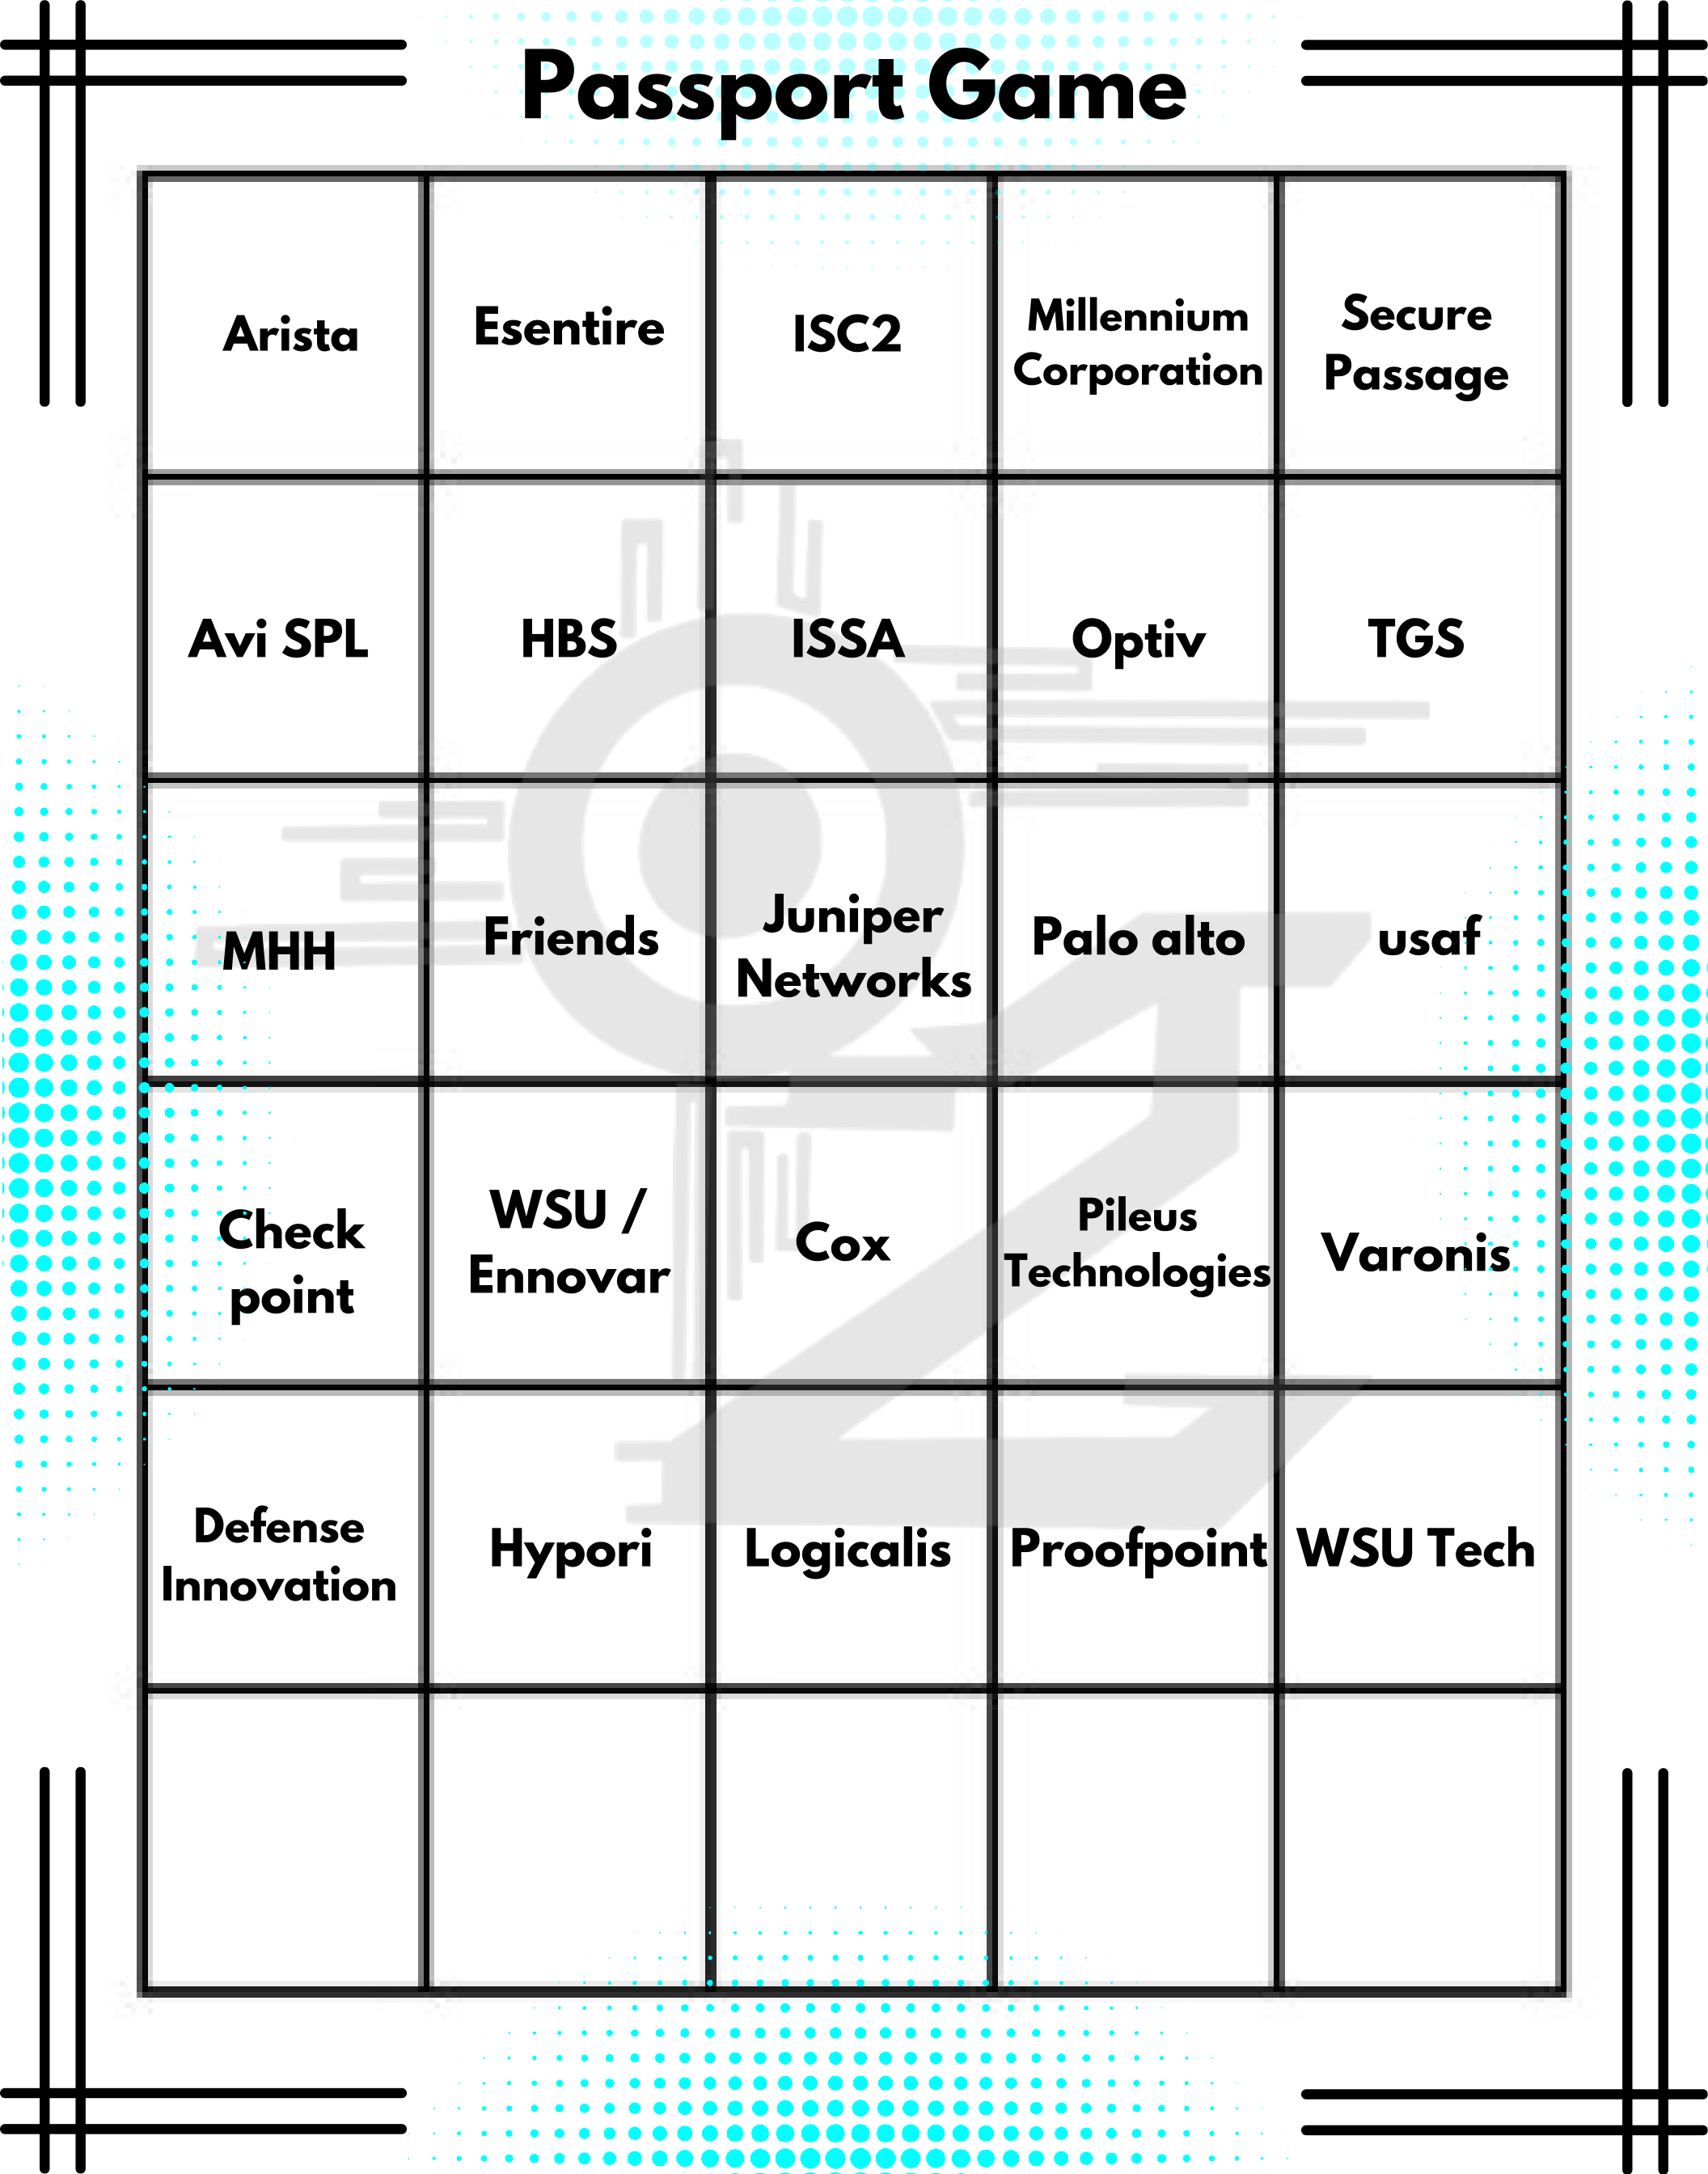 Passport Game
Arista
Esentire
ISC2
Millennium
Corporation
Secure
Passage
Avi SPL
HBS
ISSA
Optiv
TGS
MHH
Friends
Juniper
Networks
Palo alto
usaf
Check
point
WSU /
Ennovar
Cox
Pileus
Technologies
Varonis
Defense
Innovation
Hypori
Logicalis
Proofpoint
WSU Tech